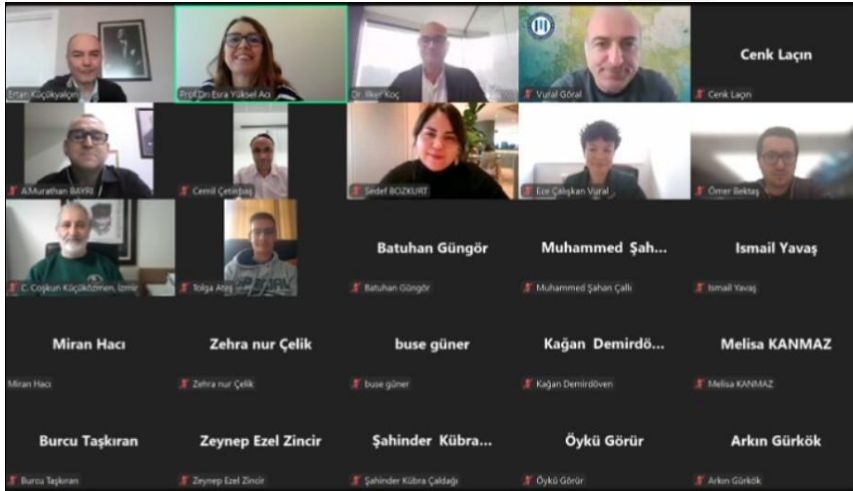 Ertan Küçükyalçın
Prof.Dr. Esra Yüksel Acı
Dr. İlker Koç
Vural Göral
Cenk Laçın
Cenk Laçın
A.Murathan BAYRI
Cemil Çetinbaş
Sedef BOZKURT
Ece Çalışkan Vural
Ömer Bektaş
C. Coşkun Küçüközmen, İzmir
Tolga Ateş
Batuhan Güngör
Batuhan Güngör
Muhammed Şah...
Muhammed Şahan Çallı
Ismail Yavaş
Ismail Yavaş
Miran Hacı
Miran Hacı
Zehra nur Çelik
Zehra nur Çelik
buse güner
buse güner
Kağan Demirdö...
Kağan Demirdöven
Melisa KANMAZ
Melisa KANMAZ
Burcu Taşkıran
Burcu Taşkıran
Zeynep Ezel Zincir
Zeynep Ezel Zincir
Şahinder Kübra...
Şahinder Kübra Çaldağı
Öykü Görür
Öykü Görür
Arkın Gürkök
Arkın Gürkök